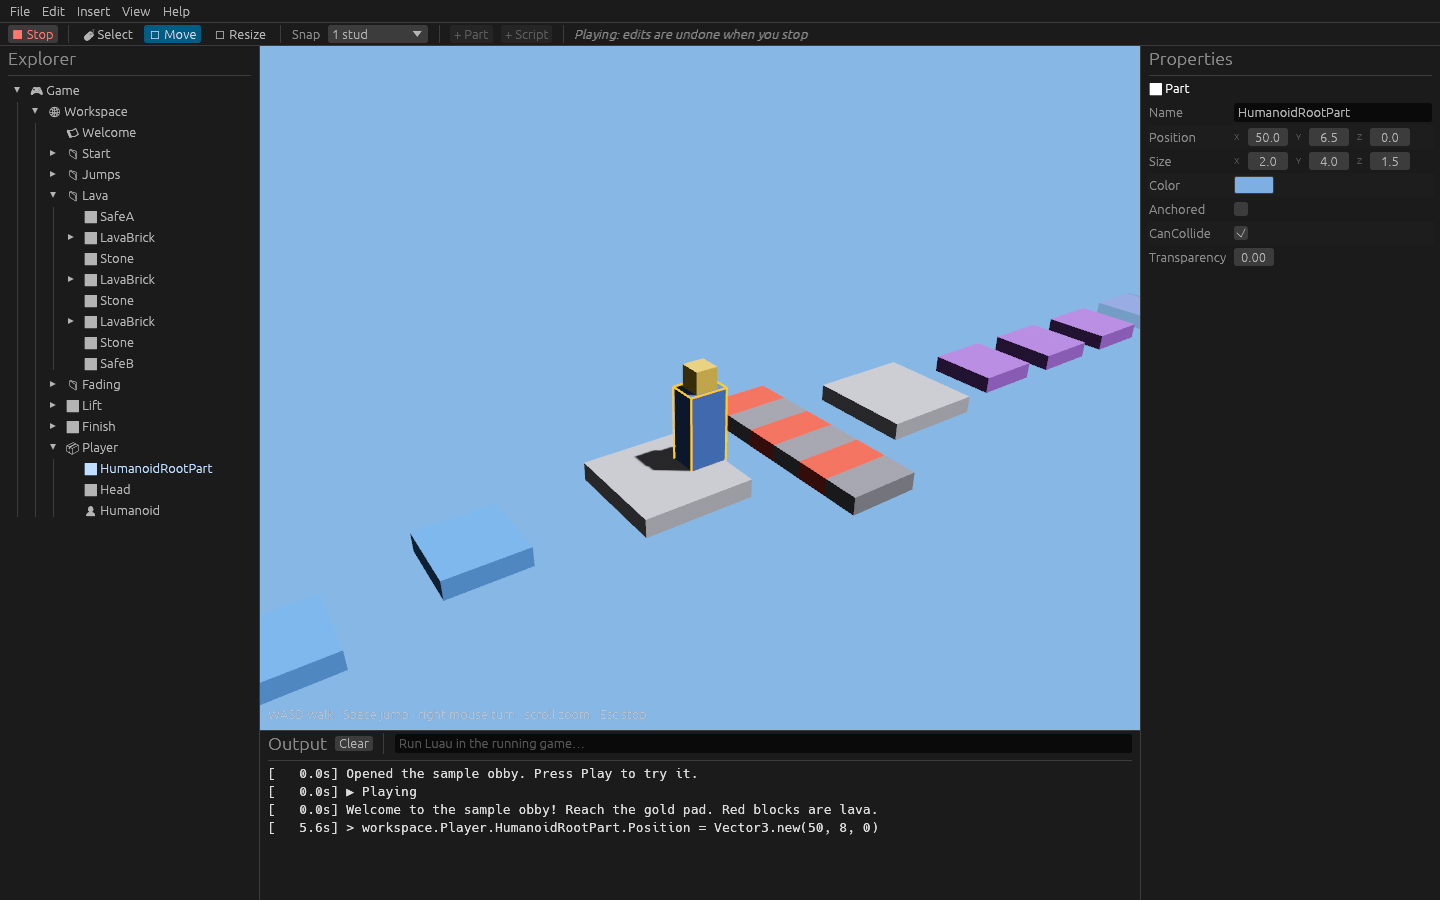 File Edit Insert View Help
Stop Select Move Resize Snap 1 stud + Part + Script Playing: edits are undone when you stop
Explorer
Game
Workspace
Welcome
Start
Jumps
Lava
SafeA
LavaBrick
Stone
LavaBrick
Stone
LavaBrick
Stone
SafeB
Fading
Lift
Finish
Player
HumanoidRootPart
Head
Humanoid
WASD walk · Space jump · right mouse turn · scroll zoom · Esc stop
Output Clear Run Luau in the running game…
[   0.0s] Opened the sample obby. Press Play to try it.
[   0.0s] ▶ Playing
[   0.0s] Welcome to the sample obby! Reach the gold pad. Red blocks are lava.
[   5.6s] > workspace.Player.HumanoidRootPart.Position = Vector3.new(50, 8, 0)
Properties
Part
Name HumanoidRootPart
Position X 50.0 Y 6.5 Z 0.0
Size X 2.0 Y 4.0 Z 1.5
Color
Anchored
CanCollide
Transparency 0.00